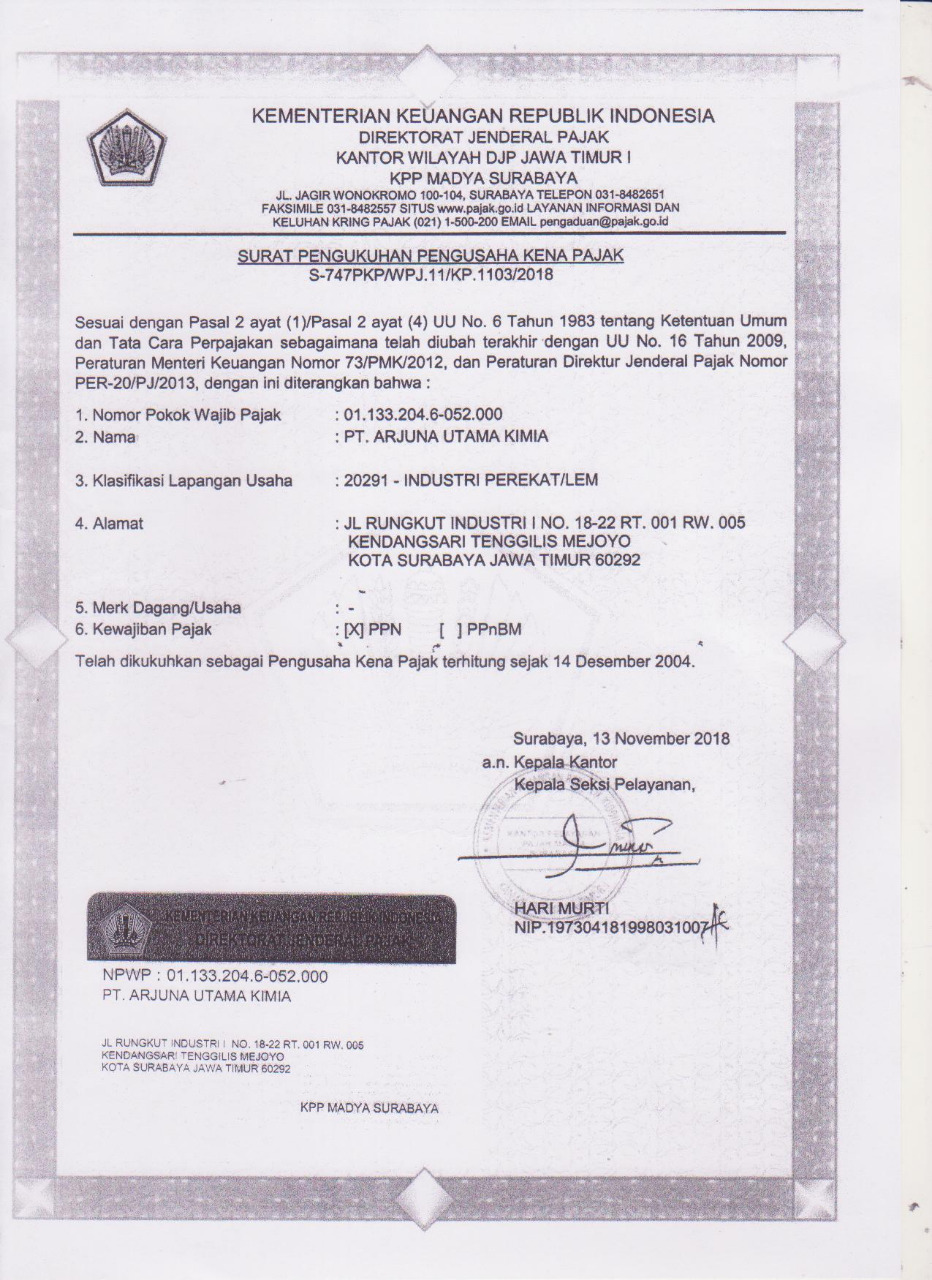 KEMENTERIAN KEUANGAN REPUBLIK INDONESIA
DIREKTORAT JENDERAL PAJAK
KANTOR WILAYAH DJP JAWA TIMUR I
KPP MADYA SURABAYA
JL. JAGIR WONOKROMO 100-104, SURABAYA TELEPON 031-8482651
FAKSIMILE 031-8482557 SITUS www.pajak.go.id LAYANAN INFORMASI DAN
KELUHAN KRING PAJAK (021) 1-500-200 EMAIL pengaduan@pajak.go.id
SURAT PENGUKUHAN PENGUSAHA KENA PAJAK
S-747PKP/WPJ.11/KP.1103/2018
Sesuai dengan Pasal 2 ayat (1)/Pasal 2 ayat (4) UU No. 6 Tahun 1983 tentang Ketentuan Umum
dan Tata Cara Perpajakan sebagaimana telah diubah terakhir dengan UU No. 16 Tahun 2009,
Peraturan Menteri Keuangan Nomor 73/PMK/2012, dan Peraturan Direktur Jenderal Pajak Nomor
PER-20/PJ/2013, dengan ini diterangkan bahwa :
1. Nomor Pokok Wajib Pajak : 01.133.204.6-052.000
2. Nama : PT. ARJUNA UTAMA KIMIA
3. Klasifikasi Lapangan Usaha : 20291 - INDUSTRI PEREKAT/LEM
4. Alamat : JL RUNGKUT INDUSTRI I NO. 18-22 RT. 001 RW. 005
KENDANGSARI TENGGILIS MEJOYO
KOTA SURABAYA JAWA TIMUR 60292
5. Merk Dagang/Usaha : -
6. Kewajiban Pajak : [X] PPN [ ] PPnBM
Telah dikukuhkan sebagai Pengusaha Kena Pajak terhitung sejak 14 Desember 2004.
Surabaya, 13 November 2018
a.n. Kepala Kantor
Kepala Seksi Pelayanan,
HARI MURTI
NIP.197304181998031007
KEMENTERIAN KEUANGAN REPUBLIK INDONESIA
DIREKTORAT JENDERAL PAJAK
NPWP : 01.133.204.6-052.000
PT. ARJUNA UTAMA KIMIA
JL RUNGKUT INDUSTRI I NO. 18-22 RT. 001 RW. 005
KENDANGSARI TENGGILIS MEJOYO
KOTA SURABAYA JAWA TIMUR 60292
KPP MADYA SURABAYA